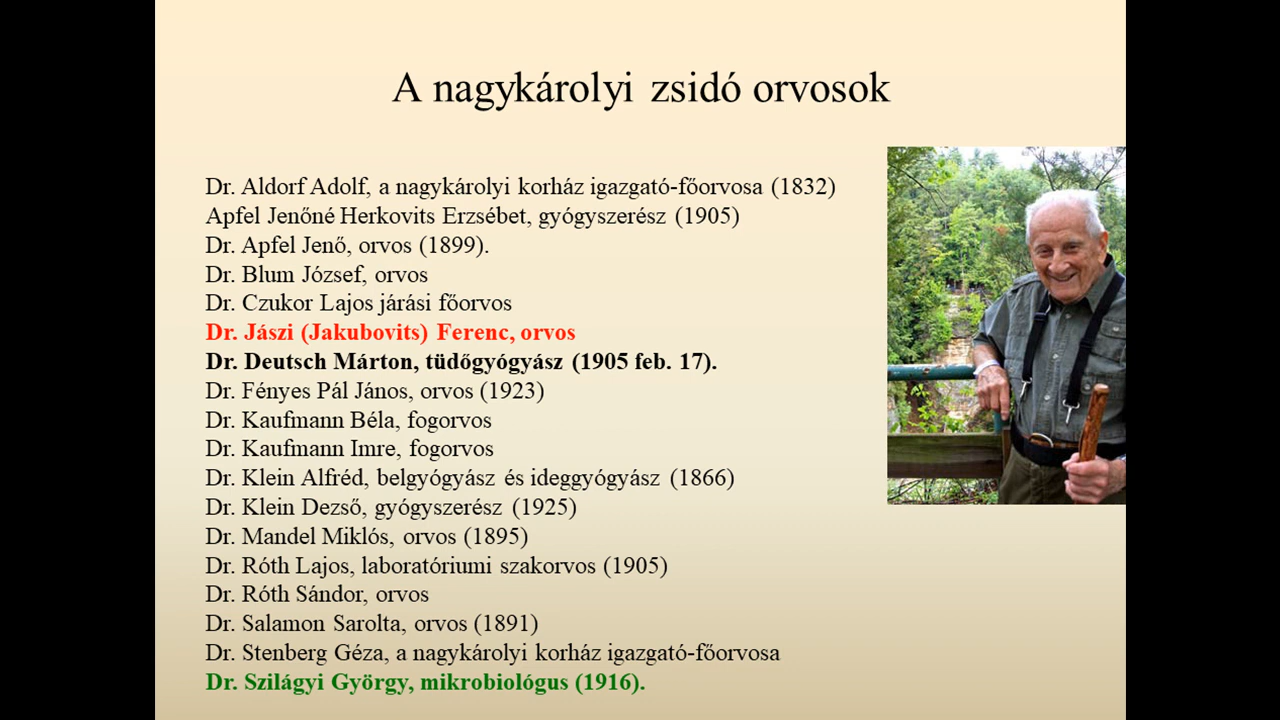 A nagykárolyi zsidó orvosok
Dr. Aldorf Adolf, a nagykárolyi korház igazgató-főorvosa (1832)
Apfel Jenőné Herkovits Erzsébet, gyógyszerész (1905)
Dr. Apfel Jenő, orvos (1899).
Dr. Blum József, orvos
Dr. Czukor Lajos járási főorvos
Dr. Jászi (Jakubovits) Ferenc, orvos
Dr. Deutsch Márton, tüdőgyógyász (1905 feb. 17).
Dr. Fényes Pál János, orvos (1923)
Dr. Kaufmann Béla, fogorvos
Dr. Kaufmann Imre, fogorvos
Dr. Klein Alfréd, belgyógyász és ideggyógyász (1866)
Dr. Klein Dezső, gyógyszerész (1925)
Dr. Mandel Miklós, orvos (1895)
Dr. Róth Lajos, laboratóriumi szakorvos (1905)
Dr. Róth Sándor, orvos
Dr. Salamon Sarolta, orvos (1891)
Dr. Stenberg Géza, a nagykárolyi korház igazgató-főorvosa
Dr. Szilágyi György, mikrobiológus (1916).